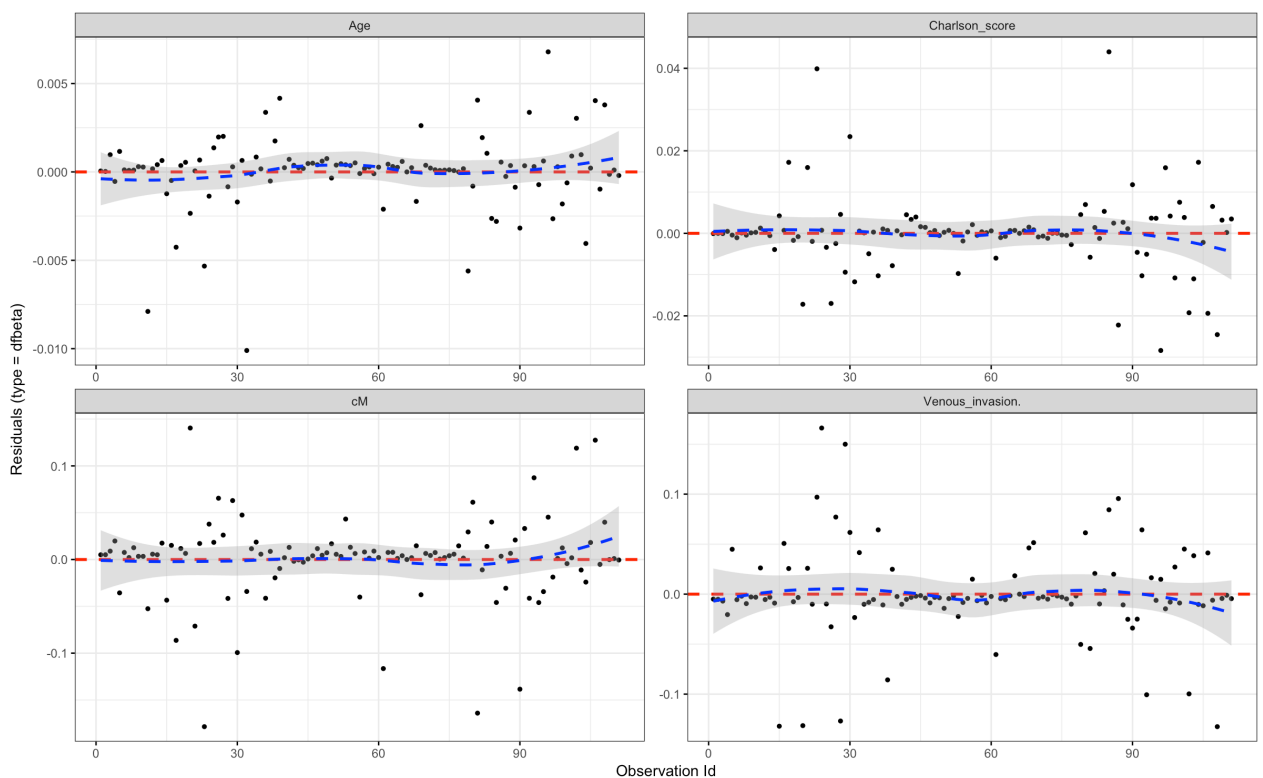 Age
Charlson_score
0.005
0.000
-0.005
-0.010
0.04
0.02
0.00
-0.02
0 30 60 90
0 30 60 90
cM
Venous_invasion.
0.1
0.0
-0.1
0.1
0.0
-0.1
0 30 60 90
0 30 60 90
Residuals (type = dfbeta)
Observation Id